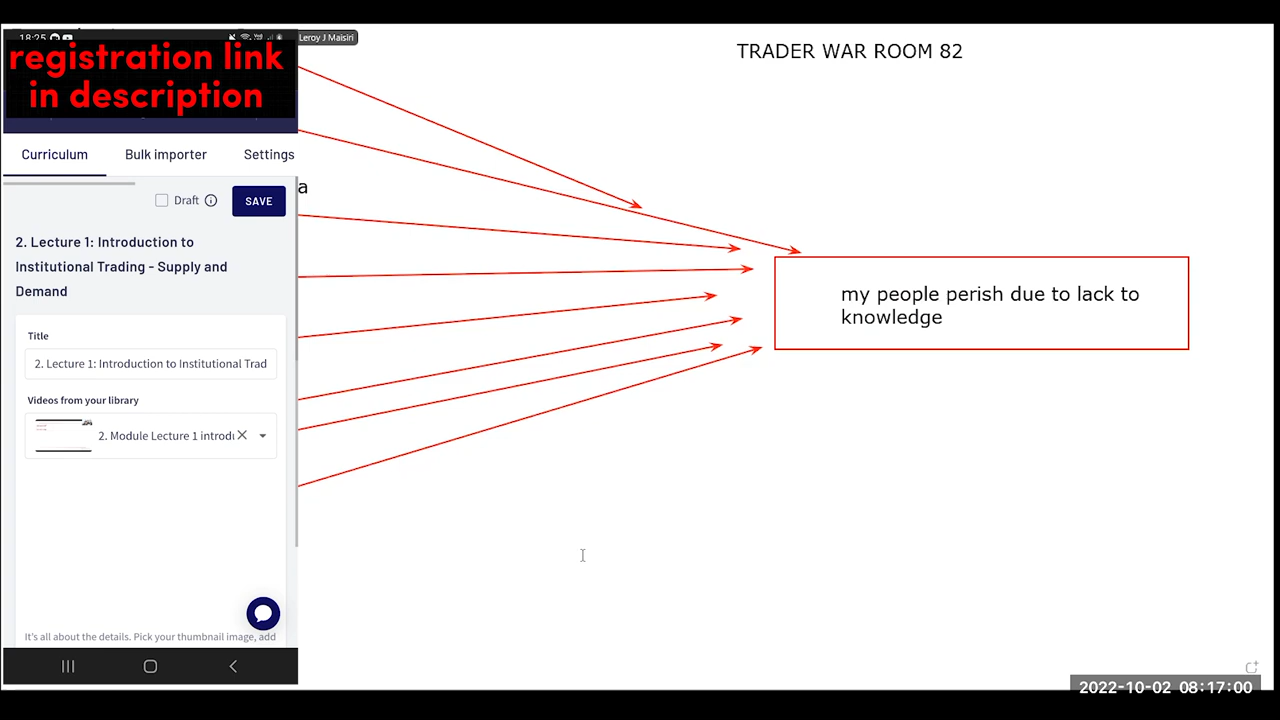 18:25
registration link
in description
Leroy J Maisiri
TRADER WAR ROOM 82
Curriculum
Bulk importer
Settings
a
Draft
SAVE
2. Lecture 1: Introduction to
Institutional Trading - Supply and
Demand
Title
2. Lecture 1: Introduction to Institutional Trad
Videos from your library
2. Module Lecture 1 introdu
It's all about the details. Pick your thumbnail image, add
my people perish due to lack to
knowledge
2022-10-02 08:17:00